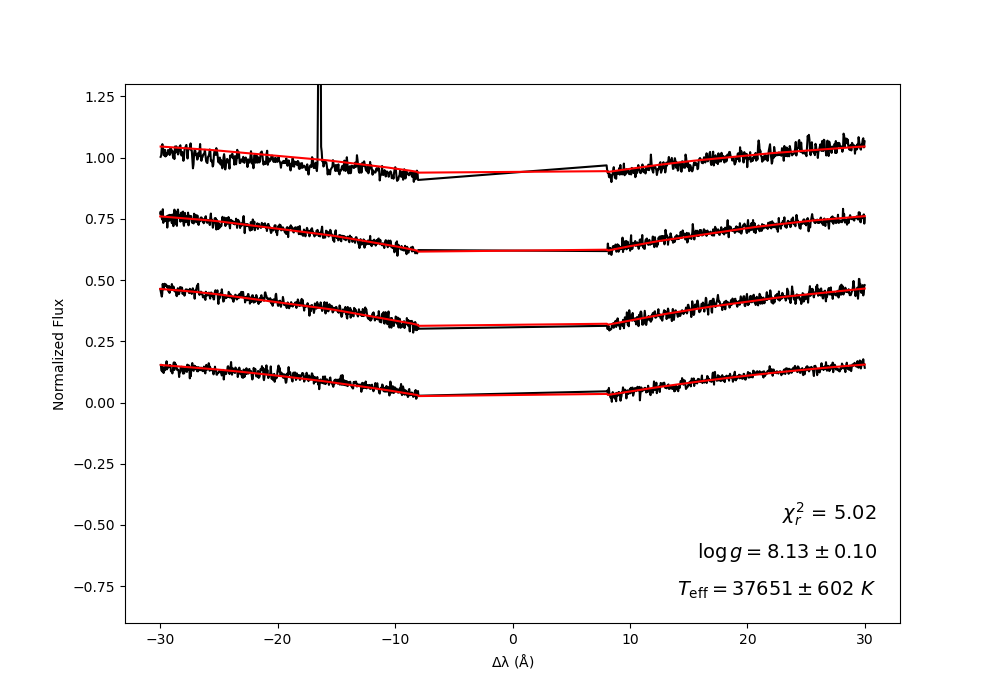 1.25
1.00
0.75
0.50
0.25
0.00
−0.25
−0.50
−0.75
Normalized Flux
χ²ᵣ = 5.02
log g = 8.13 ± 0.10
T_eff = 37651 ± 602 K
−30 −20 −10 0 10 20 30
Δλ (Å)